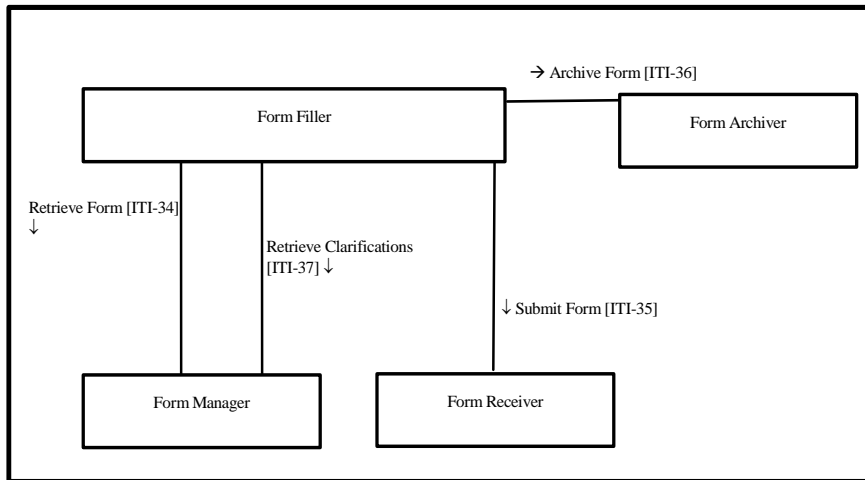 → Archive Form [ITI-36]
Form Filler
Form Archiver
Retrieve Form [ITI-34]
↓
Retrieve Clarifications
[ITI-37] ↓
↓ Submit Form [ITI-35]
Form Manager
Form Receiver